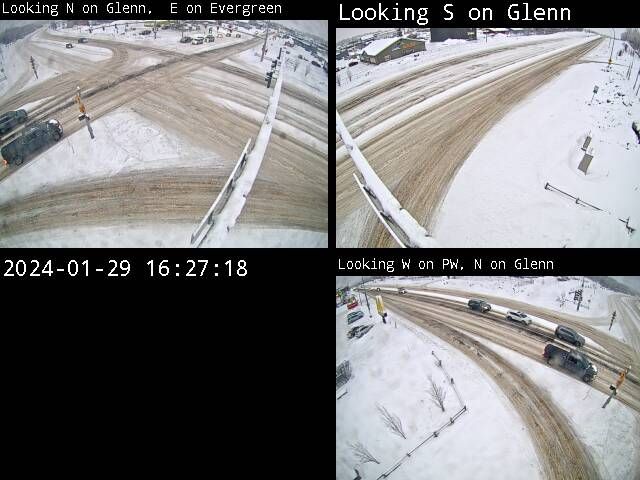 Looking N on Glenn, E on Evergreen
Looking S on Glenn
2024-01-29 16:27:18
Looking W on PW, N on Glenn